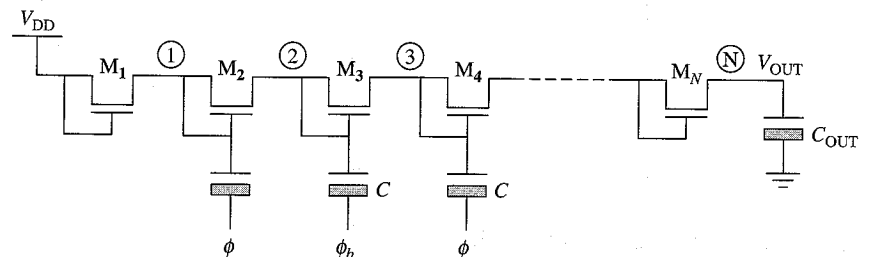 V_DD
M_1 ① M_2 ② M_3 ③ M_4 M_N Ⓝ V_OUT
C C C_OUT
ϕ ϕ_b ϕ